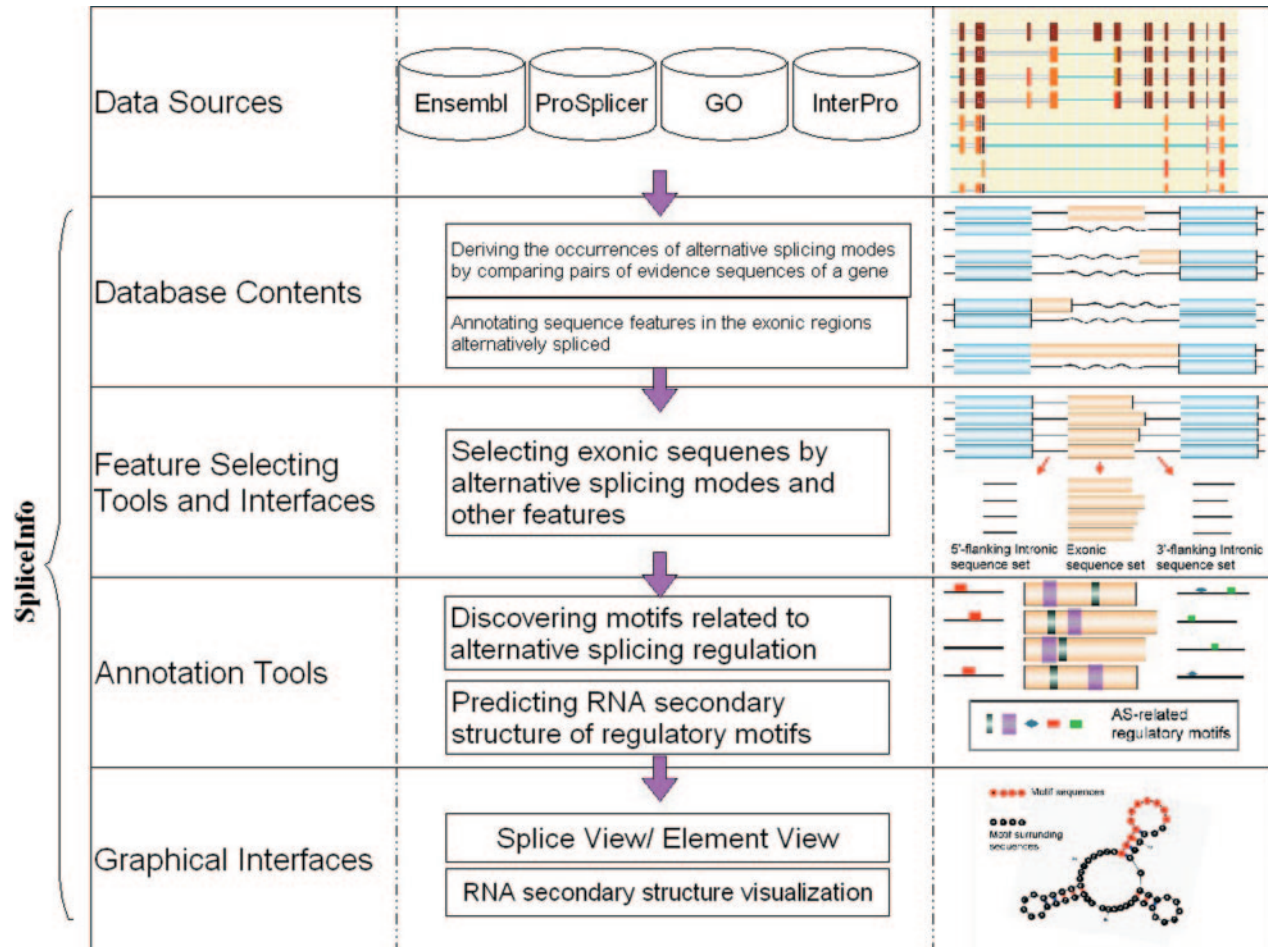 SpliceInfo
Data Sources
Ensembl
ProSplicer
GO
InterPro
Database Contents
Deriving the occurrences of alternative splicing modes
by comparing pairs of evidence sequences of a gene
Annotating sequence features in the exonic regions
alternatively spliced
Feature Selecting
Tools and Interfaces
Selecting exonic sequenes by
alternative splicing modes and
other features
5'-flanking Intronic
sequence set
Exonic
sequence set
3'-flanking Intronic
sequence set
Annotation Tools
Discovering motifs related to
alternative splicing regulation
Predicting RNA secondary
structure of regulatory motifs
AS-related
regulatory motifs
Graphical Interfaces
Splice View/ Element View
RNA secondary structure visualization
Motif sequences
Motif surrunding
sequences